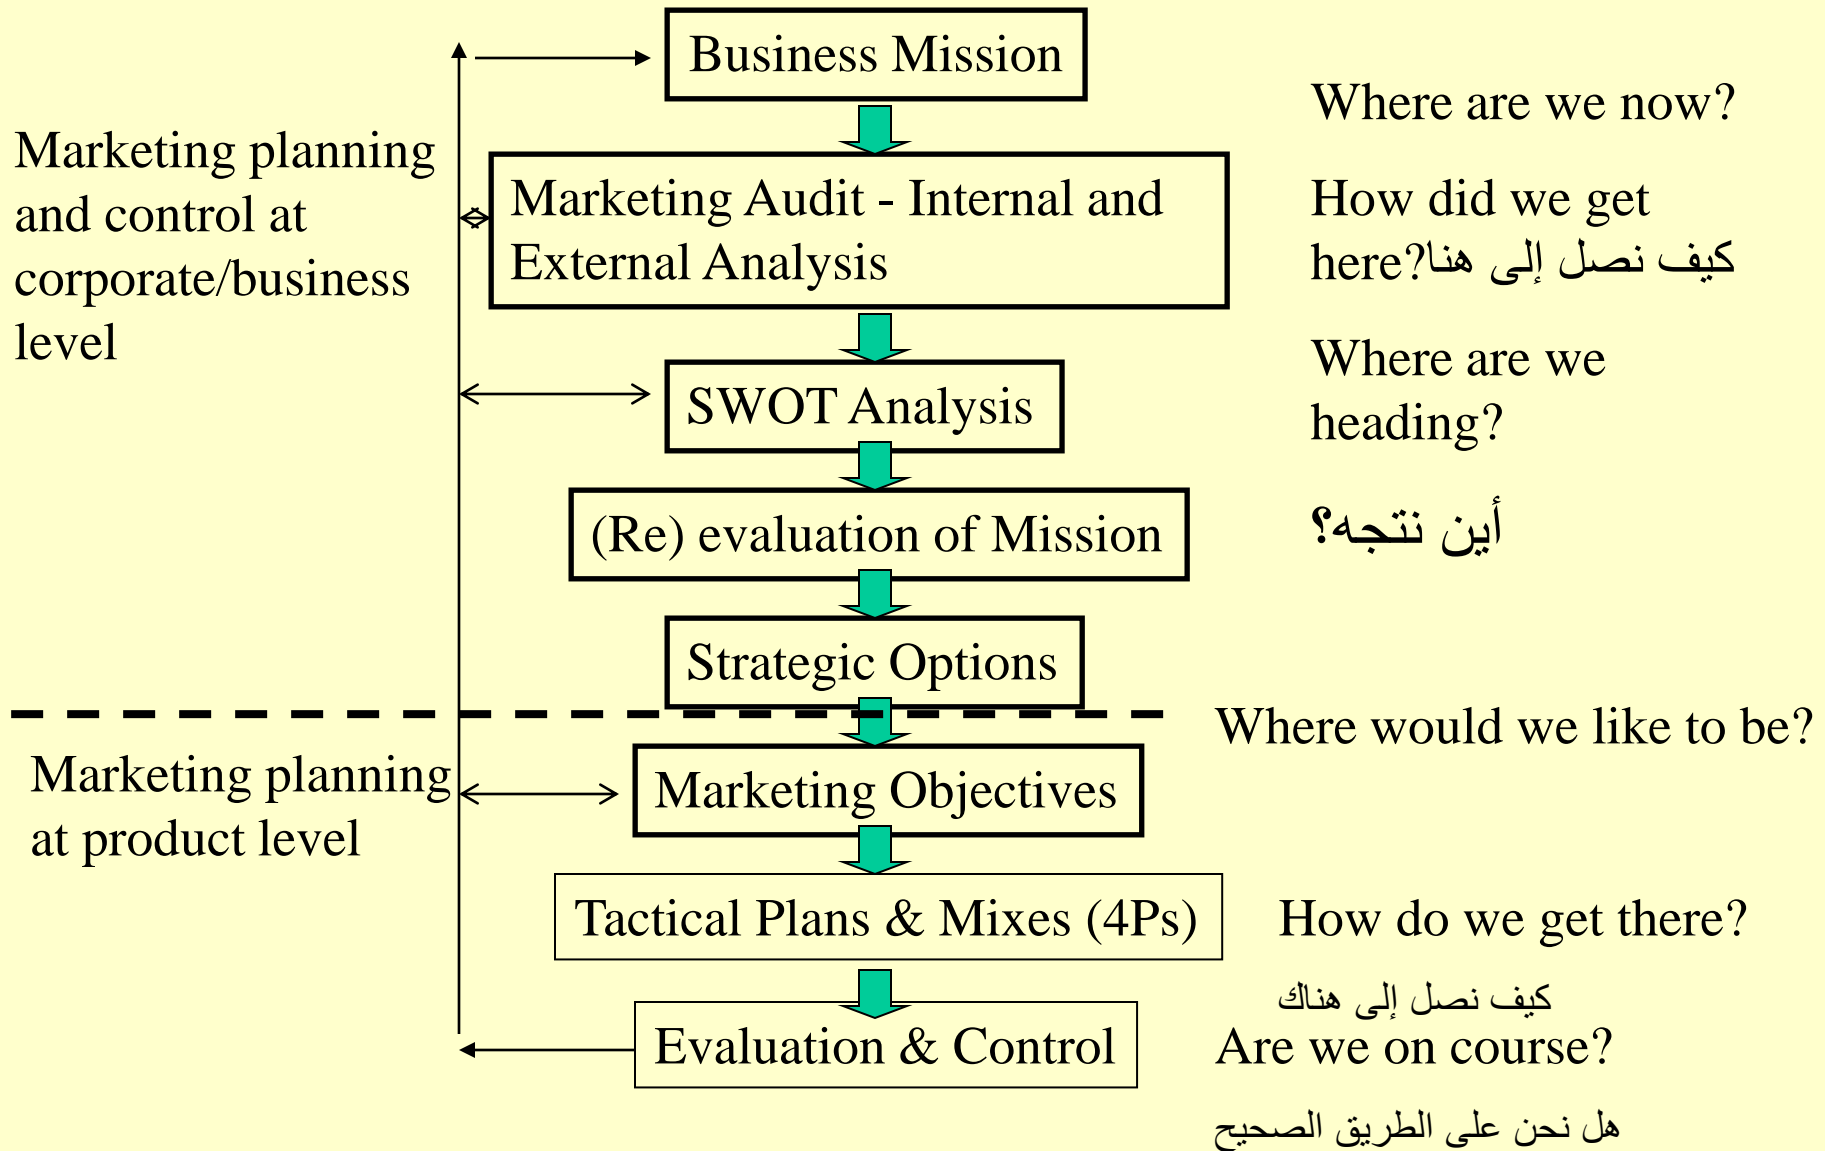 Business Mission
Where are we now?
Marketing planning
and control at
corporate/business
level
Marketing Audit - Internal and
External Analysis
How did we get
here?كيف نصل إلى هنا
SWOT Analysis
Where are we
heading?
(Re) evaluation of Mission
أين نتجه؟
Strategic Options
Where would we like to be?
Marketing planning
at product level
Marketing Objectives
Tactical Plans & Mixes (4Ps)
How do we get there?
كيف نصل إلى هناك
Evaluation & Control
Are we on course?
هل نحن على الطريق الصحيح